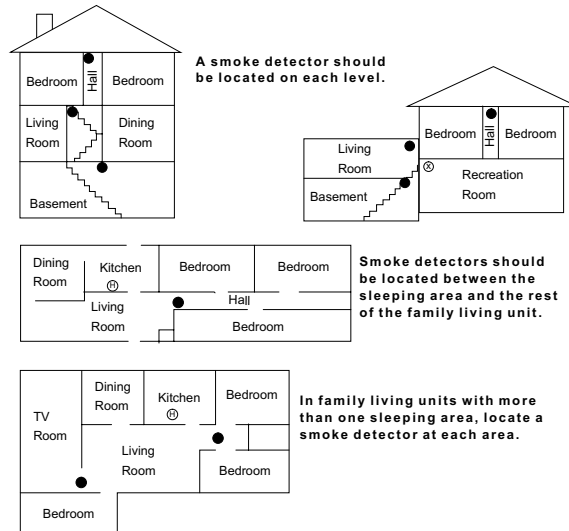 A smoke detector should
be located on each level.
Bedroom
Hall
Bedroom
Living
Room
Dining
Room
Basement
Bedroom
Hall
Bedroom
Living
Room
X
Recreation
Room
Basement
Dining
Room
Kitchen
H
Bedroom
Bedroom
Living
Room
Hall
Bedroom
Smoke detectors should
be located between the
sleeping area and the rest
of the family living unit.
TV
Room
Dining
Room
Kitchen
H
Bedroom
Living
Room
Bedroom
Bedroom
In family living units with more
than one sleeping area, locate a
smoke detector at each area.